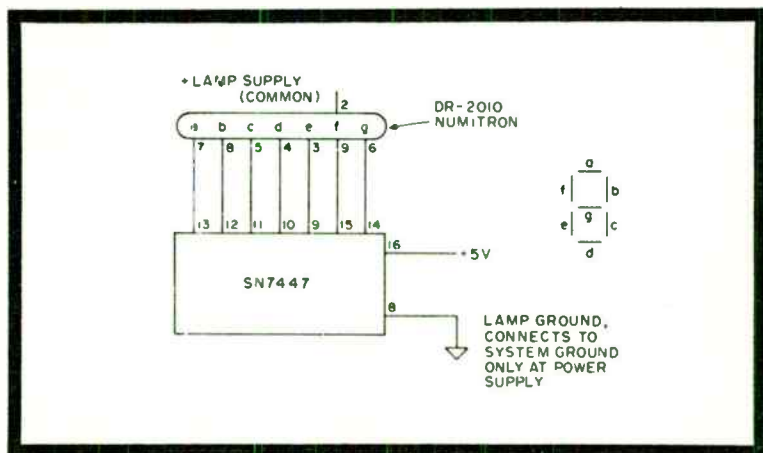 + LAMP SUPPLY
(COMMON)
2
DR-2010
NUMITRON
a b c d e f g
7 8 5 4 3 9 6
13 12 11 10 9 15 14
16
+5V
SN7447
8
LAMP GROUND,
CONNECTS TO
SYSTEM GROUND
ONLY AT POWER
SUPPLY
a
f b
g
e c
d